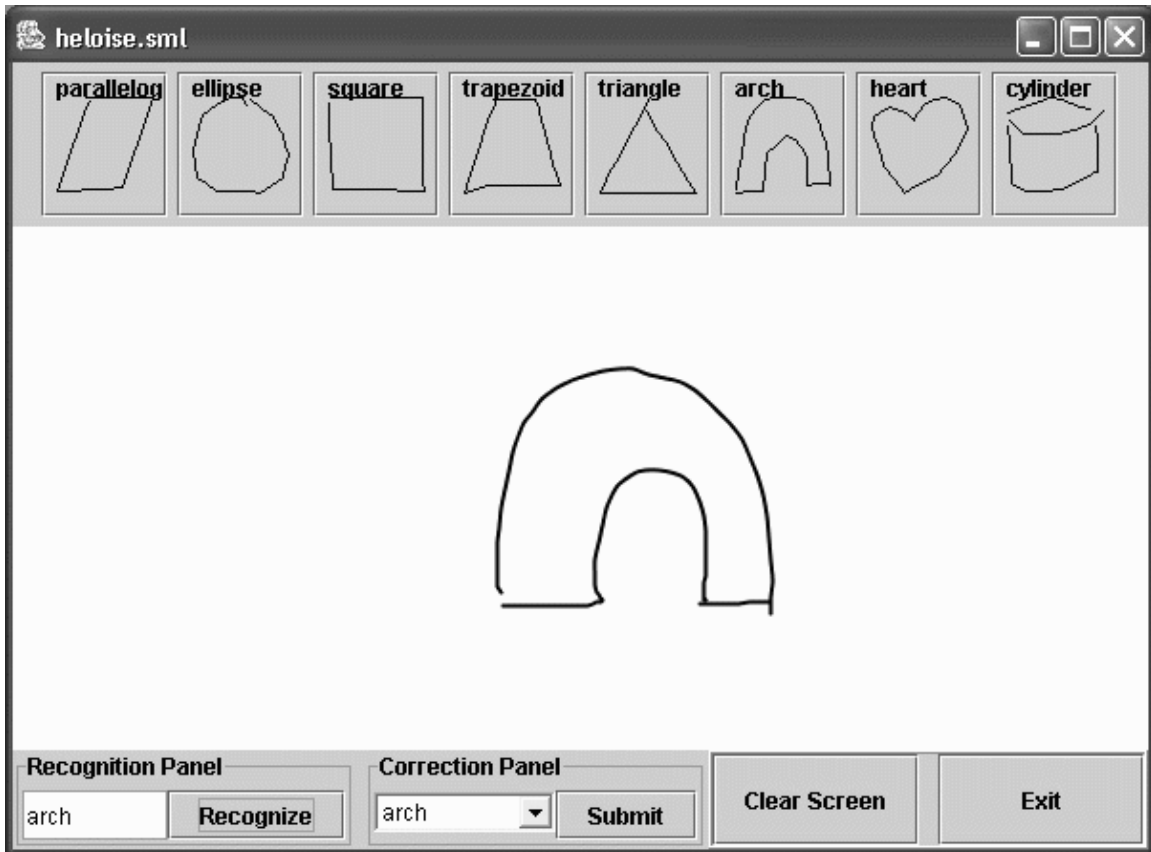 heloise.sml
parallelog ellipse square trapezoid triangle arch heart cylinder
Recognition Panel Correction Panel
arch Recognize arch Submit Clear Screen Exit